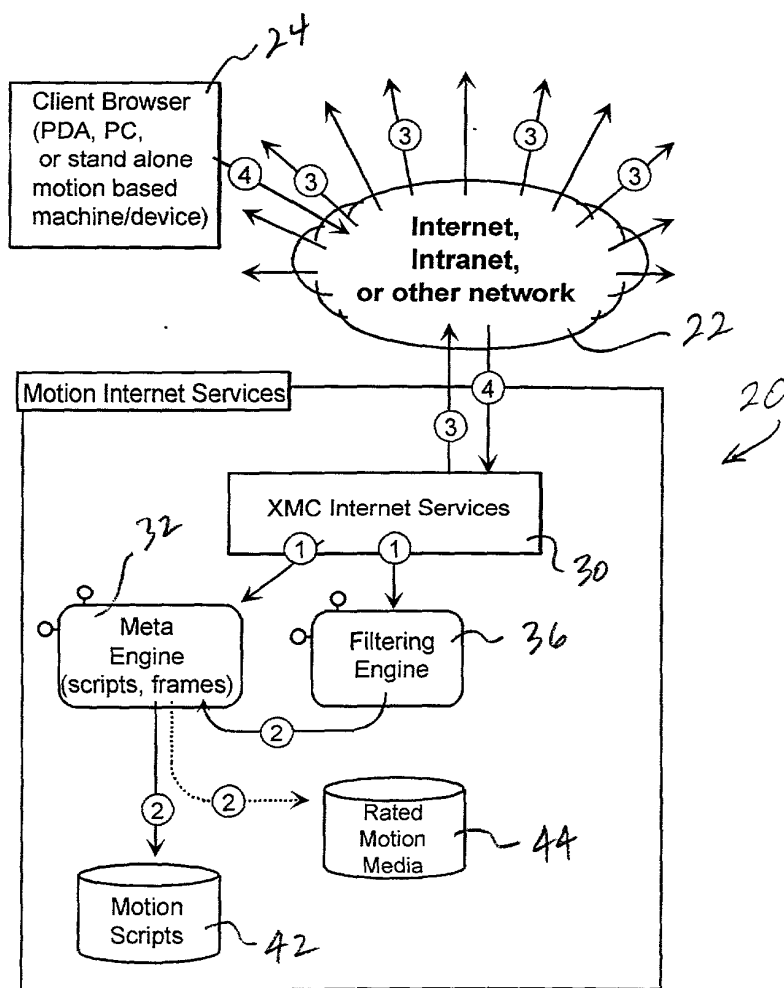 24
Client Browser
(PDA, PC,
or stand alone
motion based
machine/device)
4
3
3
3
3
Internet,
Intranet,
or other network
22
Motion Internet Services
3
4
20
XMC Internet Services
1
1
30
32
Meta
Engine
(scripts, frames)
Filtering
Engine
36
2
2
2
Rated
Motion
Media
44
Motion
Scripts
42